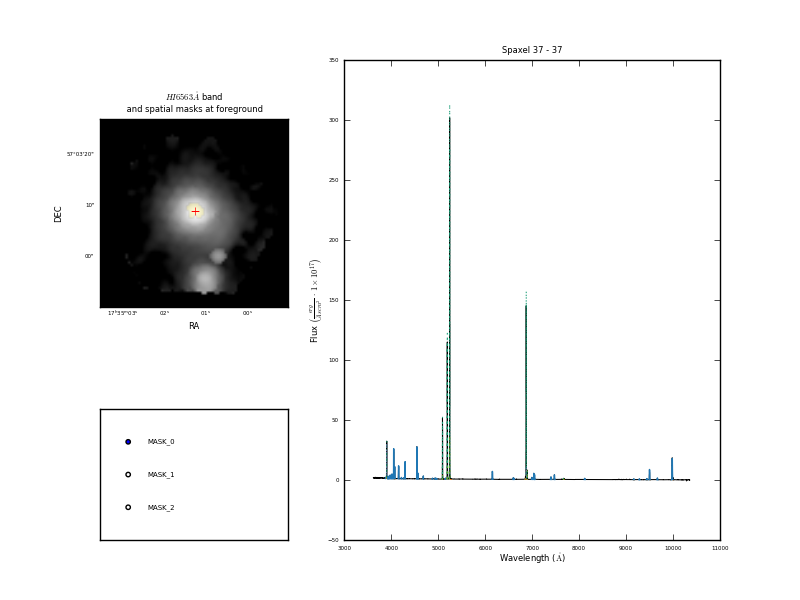 Spaxel 37 - 37
HI6563Å band
and spatial masks at foreground
57°03'20"
10"
00"
DEC
17ʰ35ᵐ03ˢ 02ˢ 01ˢ 00ˢ
RA
MASK_0
MASK_1
MASK_2
350
300
250
200
150
100
50
0
−50
Flux
3000 4000 5000 6000 7000 8000 9000 10000 11000
Wavelength (Å)